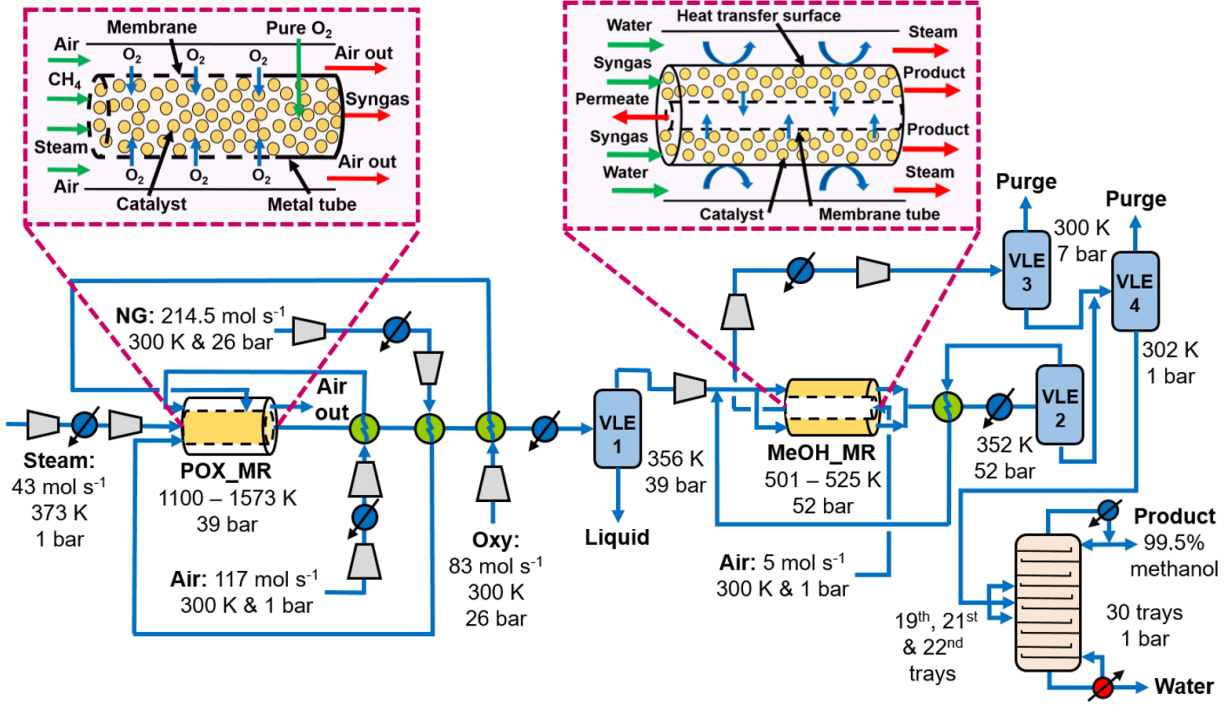 Air
Membrane
Pure O₂
O₂
O₂
O₂
Air out
CH₄
Syngas
Steam
Air
O₂
O₂
O₂
Air out
Catalyst
Metal tube
Water
Heat transfer surface
Steam
Syngas
Product
Permeate
Syngas
Product
Water
Steam
Catalyst
Membrane tube
NG: 214.5 mol s⁻¹
300 K & 26 bar
Air
out
Steam:
43 mol s⁻¹
373 K
1 bar
POX_MR
1100 – 1573 K
39 bar
Air: 117 mol s⁻¹
300 K & 1 bar
Oxy:
83 mol s⁻¹
300 K
26 bar
VLE
1
356 K
39 bar
Liquid
MeOH_MR
501 – 525 K
52 bar
Air: 5 mol s⁻¹
300 K & 1 bar
Purge
300 K
7 bar
VLE
3
Purge
VLE
4
302 K
1 bar
VLE
2
352 K
52 bar
Product
99.5%
methanol
19th, 21st
& 22nd
trays
30 trays
1 bar
Water